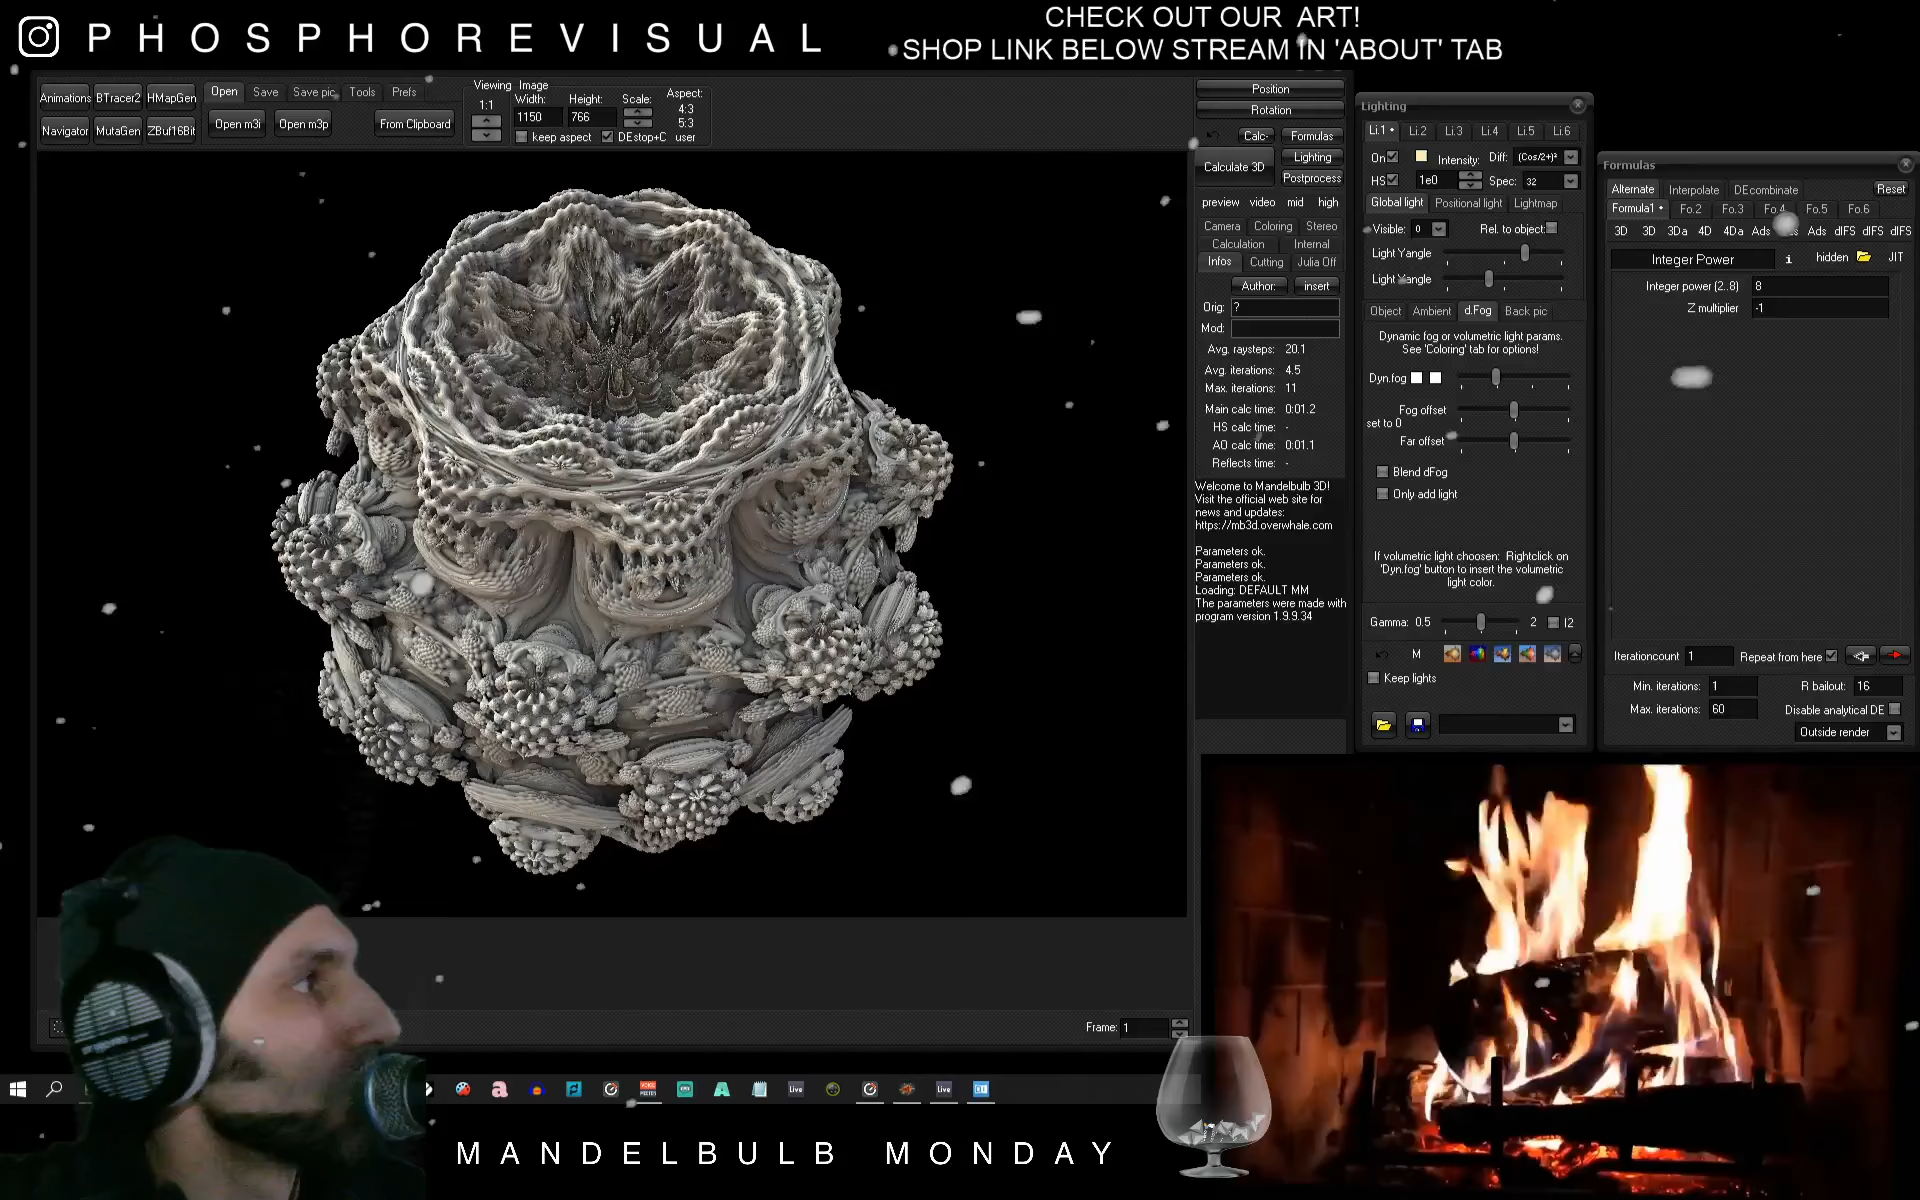 PHOSPHOREVISUAL
CHECK OUT OUR ART!
SHOP LINK BELOW STREAM IN 'ABOUT' TAB
Animations BTracer2 HMapGen
Navigator MutaGen ZBuf16Bit
Open Save Save pic Tools Prefs
Open m3i Open m3p From Clipboard
Viewing Image
1:1 Width: Height: Scale: Aspect:
1150 766 4:3
5:3
keep aspect DEstop+C user
Position
Rotation
Calc- Formulas
Calculate 3D Lighting
Postprocess
preview video mid high
Camera Coloring Stereo
Calculation Internal
Infos Cutting Julia Off
Author: insert
Orig: ?
Mod:
Avg. raysteps: 20.1
Avg. iterations: 4.5
Max. iterations: 11
Main calc time: 0:01.2
HS calc time: -
AO calc time: 0:01.1
Reflects time: -
Welcome to Mandelbulb 3D!
Visit the official web site for
news and updates:
https://mb3d.overwhale.com
Parameters ok.
Parameters ok.
Parameters ok.
Loading: DEFAULT MM
The parameters were made with
program version 1.9.9.34
Lighting
Li.1 Li.2 Li.3 Li.4 Li.5 Li.6
On Intensity: Diff: (Cos/2+)²
HS 1e0 Spec: 32
Global light Positional light Lightmap
Visible: 0 Rel. to object:
Light Yangle
Light Xangle
Object Ambient d.Fog Back pic
Dynamic fog or volumetric light params.
See 'Coloring' tab for options!
Dyn.fog
Fog offset
set to 0
Far offset
Blend dFog
Only add light
If volumetric light choosen: Rightclick on
'Dyn.fog' button to insert the volumetric
light color.
Gamma: 0.5 2 I2
M
Keep lights
Formulas
Alternate Interpolate DEcombinate Reset
Formula1 Fo.2 Fo.3 Fo.4 Fo.5 Fo.6
3D 3D 3Da 4D 4Da Ads Ads dIFS dIFS dIFS
Integer Power i hidden JIT
Integer power (2..8) 8
Z multiplier -1
Iterationcount 1 Repeat from here
Min. iterations: 1 R bailout: 16
Max. iterations: 60 Disable analytical DE
Outside render
Frame: 1
Live Live
MANDELBULB MONDAY